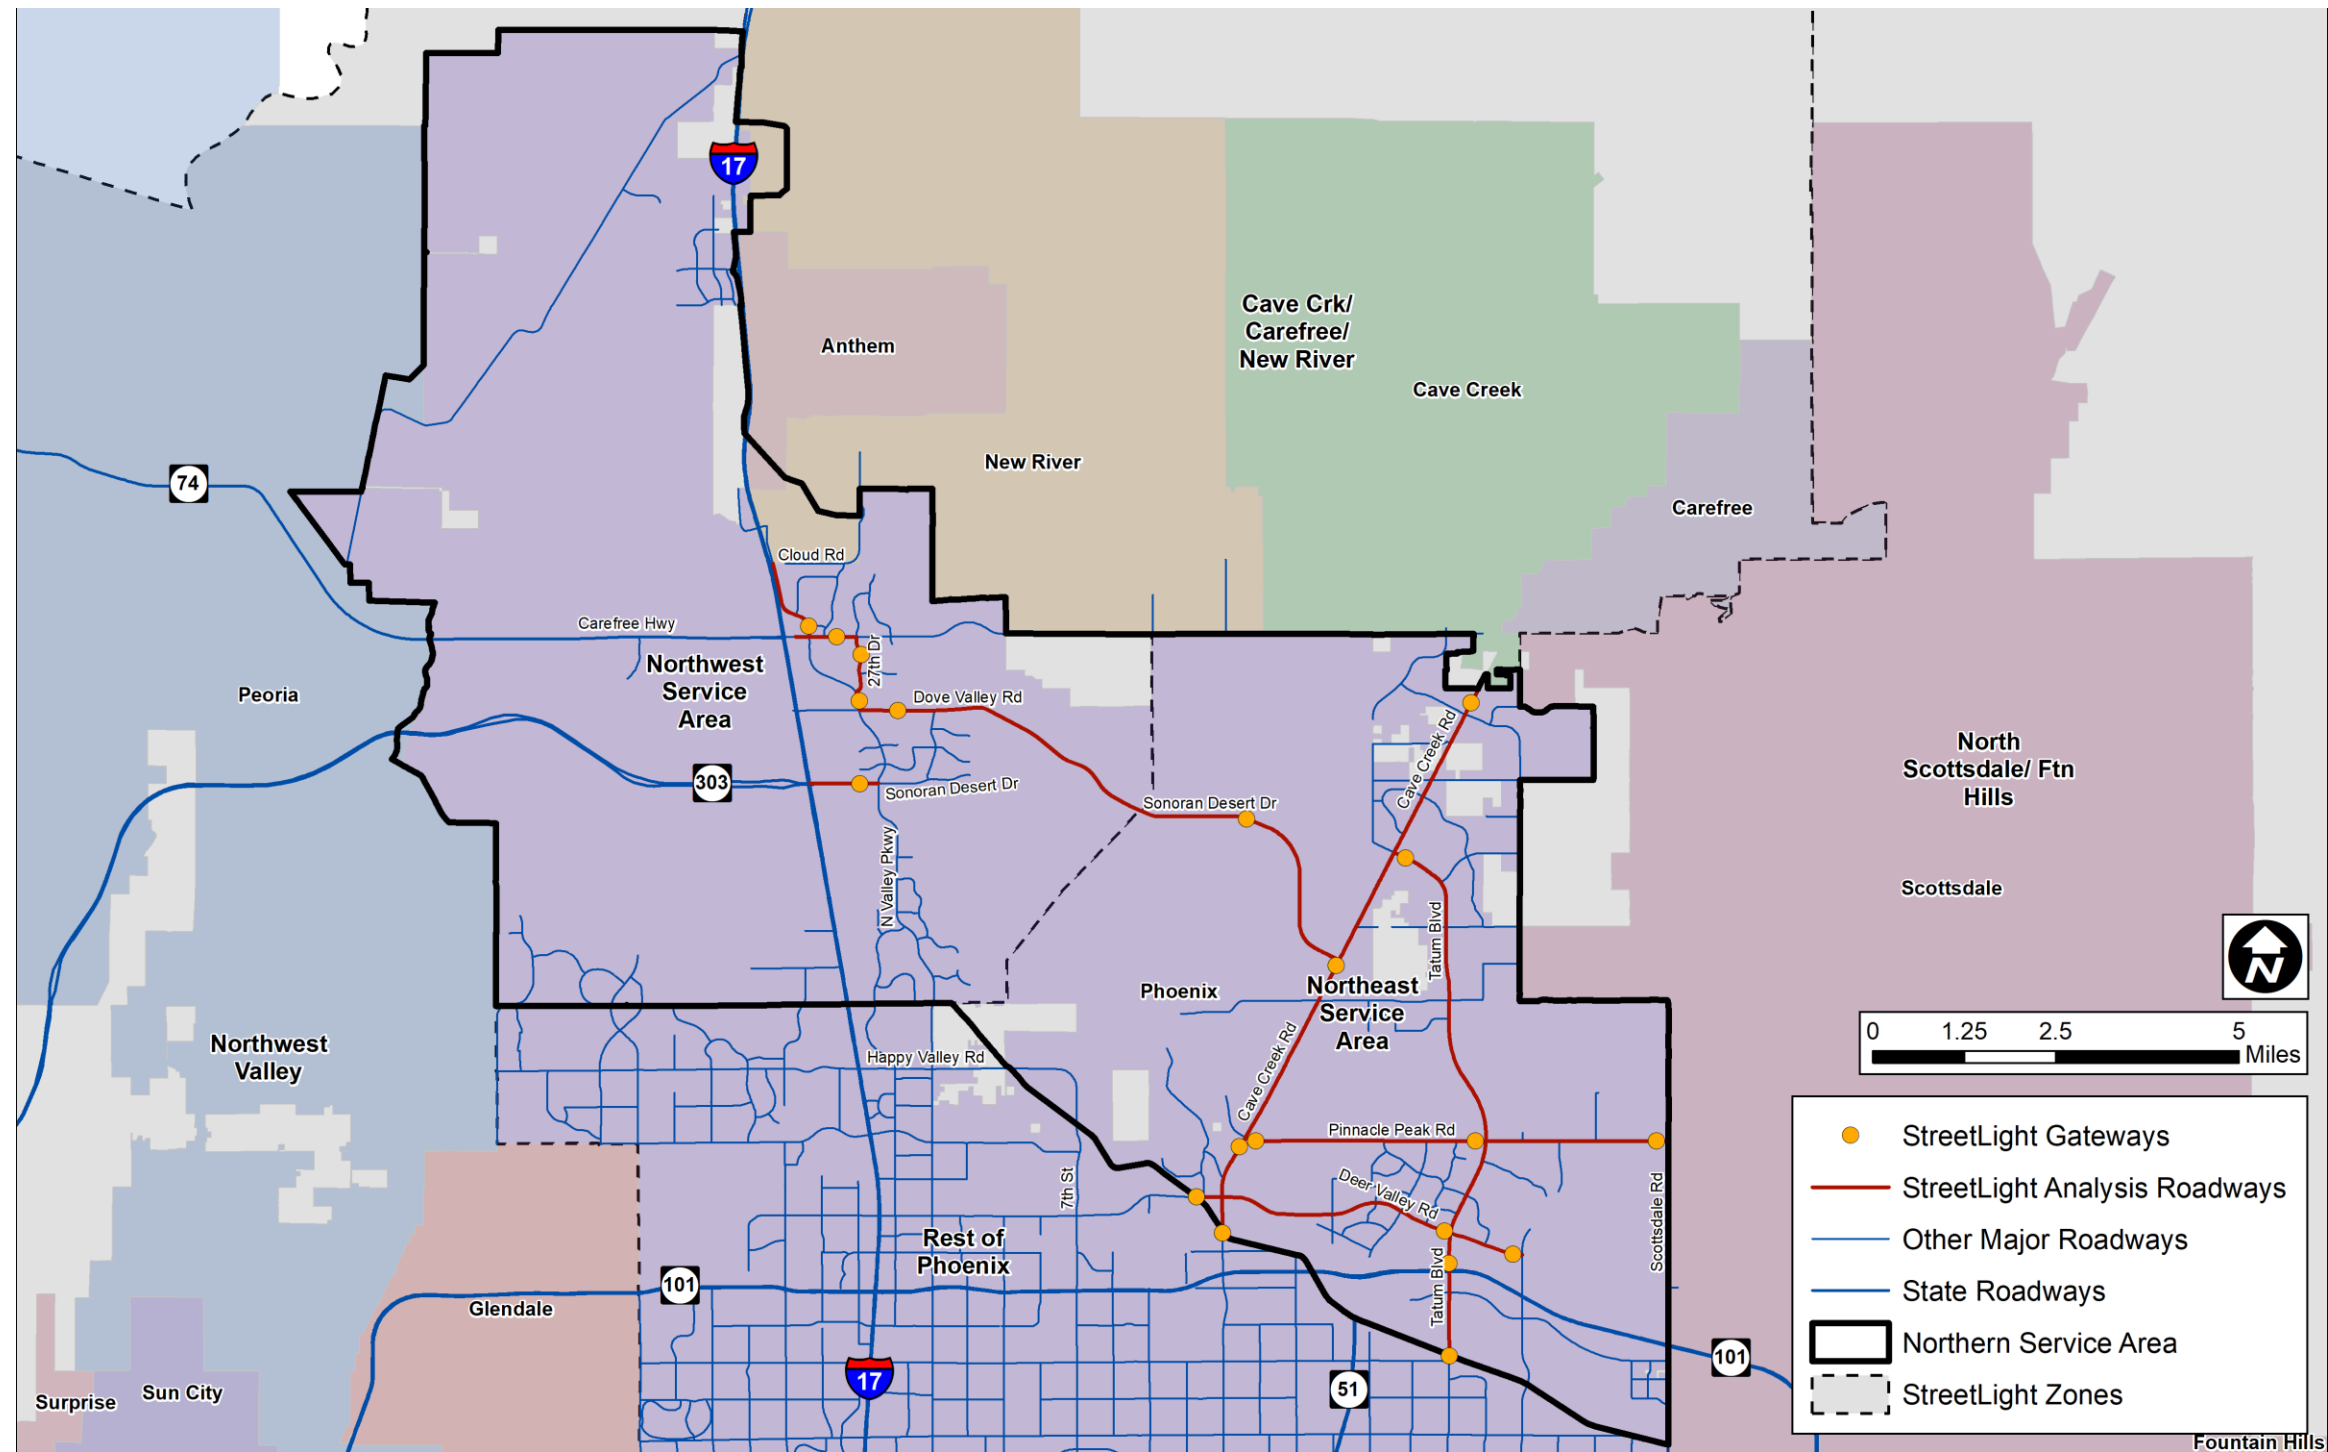 17
Cave Crk/
Carefree/
New River
Anthem
Cave Creek
New River
74
Carefree
Cloud Rd
Carefree Hwy
27th Dr
Northwest
Service
Area
Peoria
Dove Valley Rd
Cave Creek Rd
North
Scottsdale/ Ftn
Hills
303
Sonoran Desert Dr
Sonoran Desert Dr
N Valley Pkwy
Scottsdale
Tatum Blvd
Phoenix
Northeast
Service
Area
N
0 1.25 2.5 5
Miles
Northwest
Valley
Happy Valley Rd
Cave Creek Rd
Pinnacle Peak Rd
7th St
Deer Valley Rd
Scottsdale Rd
Rest of
Phoenix
101
Glendale
Tatum Blvd
101
17
51
Surprise
Sun City
StreetLight Gateways
StreetLight Analysis Roadways
Other Major Roadways
State Roadways
Northern Service Area
StreetLight Zones
Fountain Hills